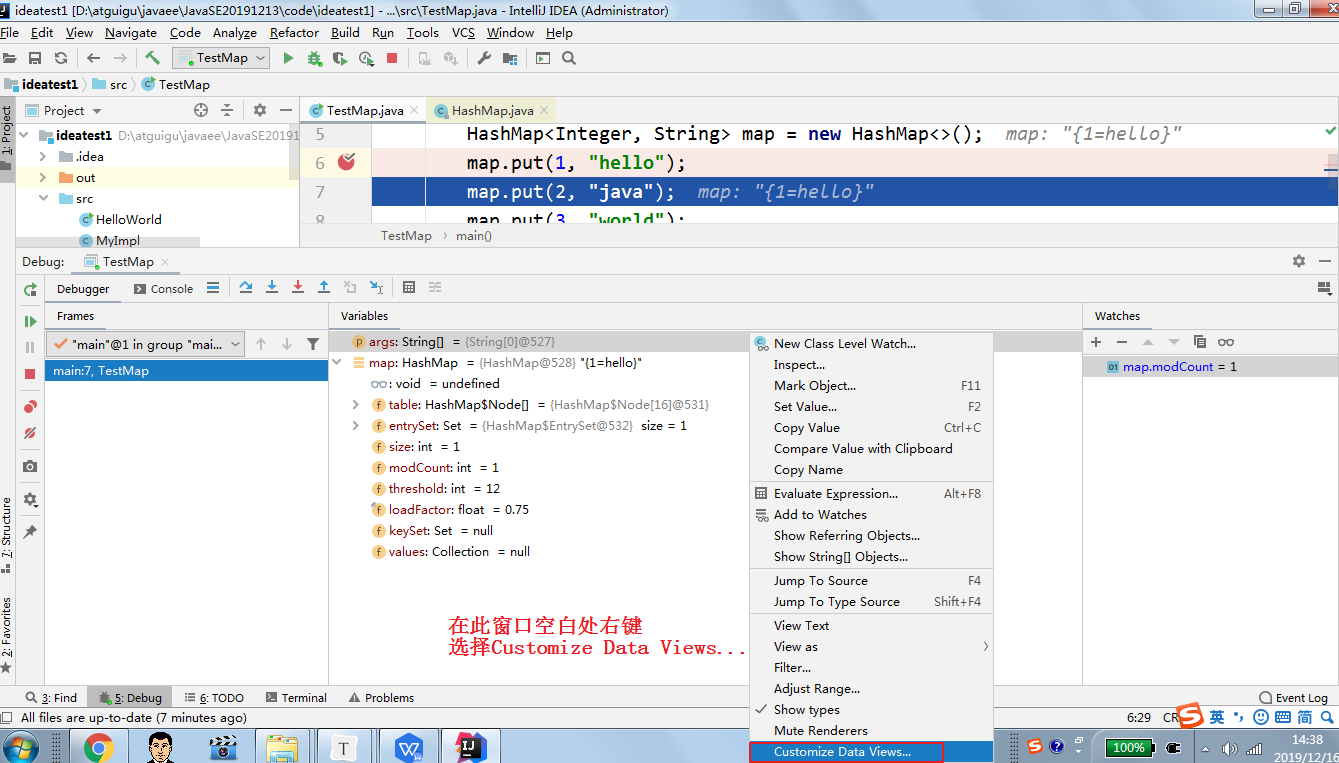 ideatest1 [D:\atguigu\javaee\JavaSE20191213\code\ideatest1] - ...\src\TestMap.java - IntelliJ IDEA (Administrator)
File Edit View Navigate Code Analyze Refactor Build Run Tools VCS Window Help
TestMap
ideatest1 src TestMap
1: Project
Project
TestMap.java HashMap.java
ideatest1 D:\atguigu\javaee\JavaSE20191
.idea
out
src
HelloWorld
MyImpl
5 HashMap<Integer, String> map = new HashMap<>(); map: "{1=hello}"
6 map.put(1, "hello");
7 map.put(2, "java"); map: "{1=hello}"
8 map.put(3, "world");
TestMap main()
Debug: TestMap
Debugger Console
Frames
"main"@1 in group "mai...
main:7, TestMap
Variables
args: String[] = {String[0]@527}
map: HashMap = {HashMap@528} "{1=hello}"
: void = undefined
table: HashMap$Node[] = {HashMap$Node[16]@531}
entrySet: Set = {HashMap$EntrySet@532} size = 1
size: int = 1
modCount: int = 1
threshold: int = 12
loadFactor: float = 0.75
keySet: Set = null
values: Collection = null
在此窗口空白处右键
选择Customize Data Views...
New Class Level Watch...
Inspect...
Mark Object... F11
Set Value... F2
Copy Value Ctrl+C
Compare Value with Clipboard
Copy Name
Evaluate Expression... Alt+F8
Add to Watches
Show Referring Objects...
Show String[] Objects...
Jump To Source F4
Jump To Type Source Shift+F4
View Text
View as
Filter...
Adjust Range...
Show types
Mute Renderers
Customize Data Views...
Watches
map.modCount = 1
7: Structure
2: Favorites
3: Find 5: Debug 6: TODO Terminal Problems Event Log
All files are up-to-date (7 minutes ago) 6:29 CR
英 简
100%
14:38
2019/12/16